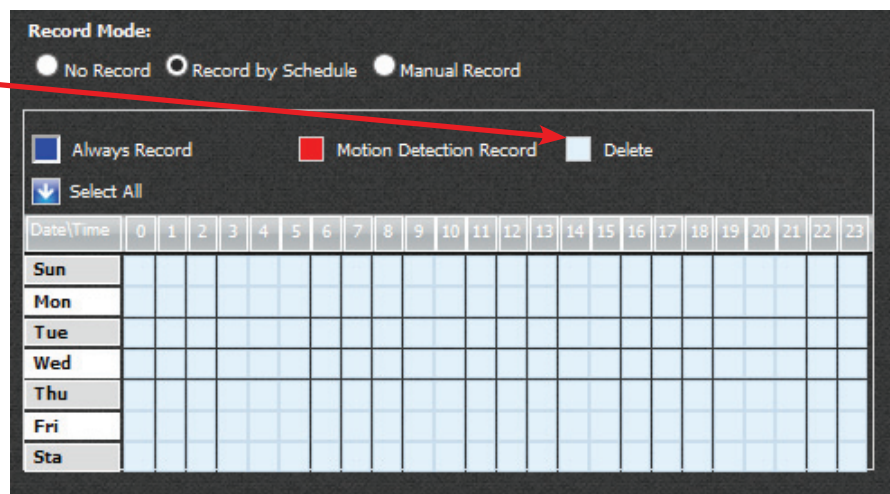 Record Mode:
No Record Record by Schedule Manual Record
Always Record Motion Detection Record Delete
Select All
Date\Time 0 1 2 3 4 5 6 7 8 9 10 11 12 13 14 15 16 17 18 19 20 21 22 23
Sun
Mon
Tue
Wed
Thu
Fri
Sta